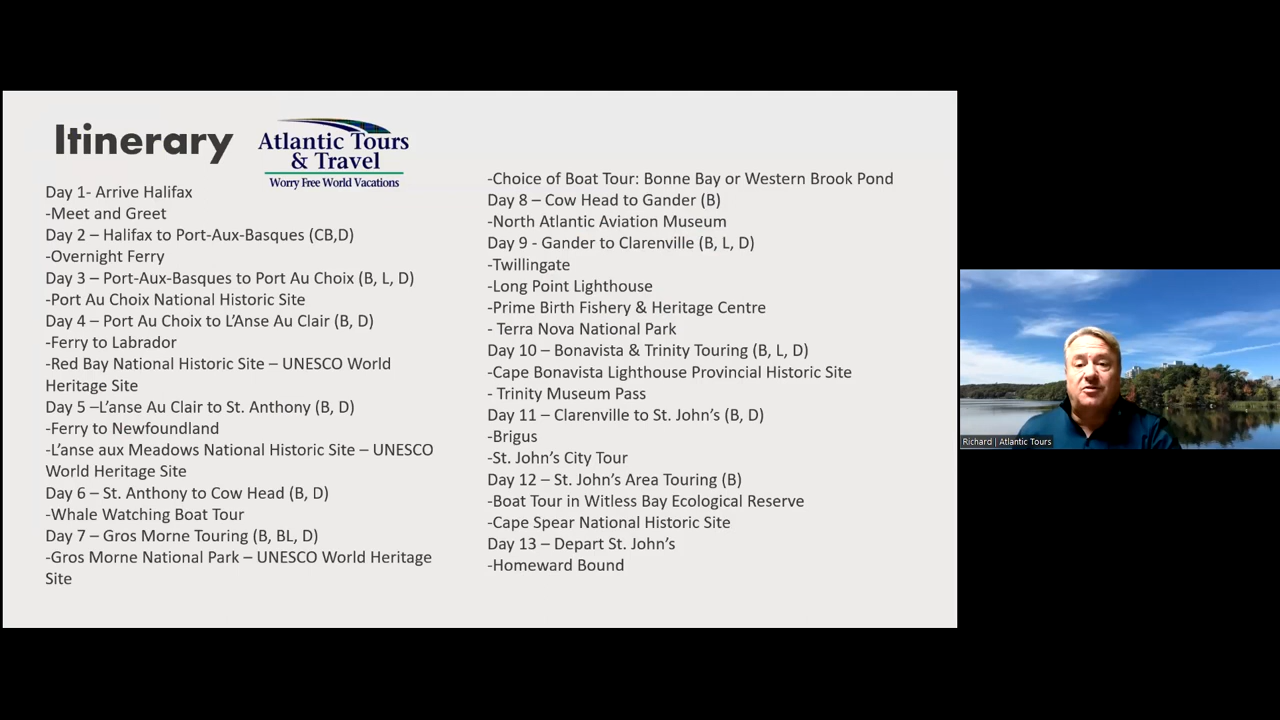 Itinerary
Atlantic Tours
& Travel
Worry Free World Vacations
Day 1- Arrive Halifax
-Meet and Greet
Day 2 – Halifax to Port-Aux-Basques (CB,D)
-Overnight Ferry
Day 3 – Port-Aux-Basques to Port Au Choix (B, L, D)
-Port Au Choix National Historic Site
Day 4 – Port Au Choix to L’Anse Au Clair (B, D)
-Ferry to Labrador
-Red Bay National Historic Site – UNESCO World
Heritage Site
Day 5 –L’anse Au Clair to St. Anthony (B, D)
-Ferry to Newfoundland
-L’anse aux Meadows National Historic Site – UNESCO
World Heritage Site
Day 6 – St. Anthony to Cow Head (B, D)
-Whale Watching Boat Tour
Day 7 – Gros Morne Touring (B, BL, D)
-Gros Morne National Park – UNESCO World Heritage
Site
-Choice of Boat Tour: Bonne Bay or Western Brook Pond
Day 8 – Cow Head to Gander (B)
-North Atlantic Aviation Museum
Day 9 - Gander to Clarenville (B, L, D)
-Twillingate
-Long Point Lighthouse
-Prime Birth Fishery & Heritage Centre
- Terra Nova National Park
Day 10 – Bonavista & Trinity Touring (B, L, D)
-Cape Bonavista Lighthouse Provincial Historic Site
- Trinity Museum Pass
Day 11 – Clarenville to St. John’s (B, D)
-Brigus
-St. John’s City Tour
Day 12 – St. John’s Area Touring (B)
-Boat Tour in Witless Bay Ecological Reserve
-Cape Spear National Historic Site
Day 13 – Depart St. John’s
-Homeward Bound
Richard | Atlantic Tours